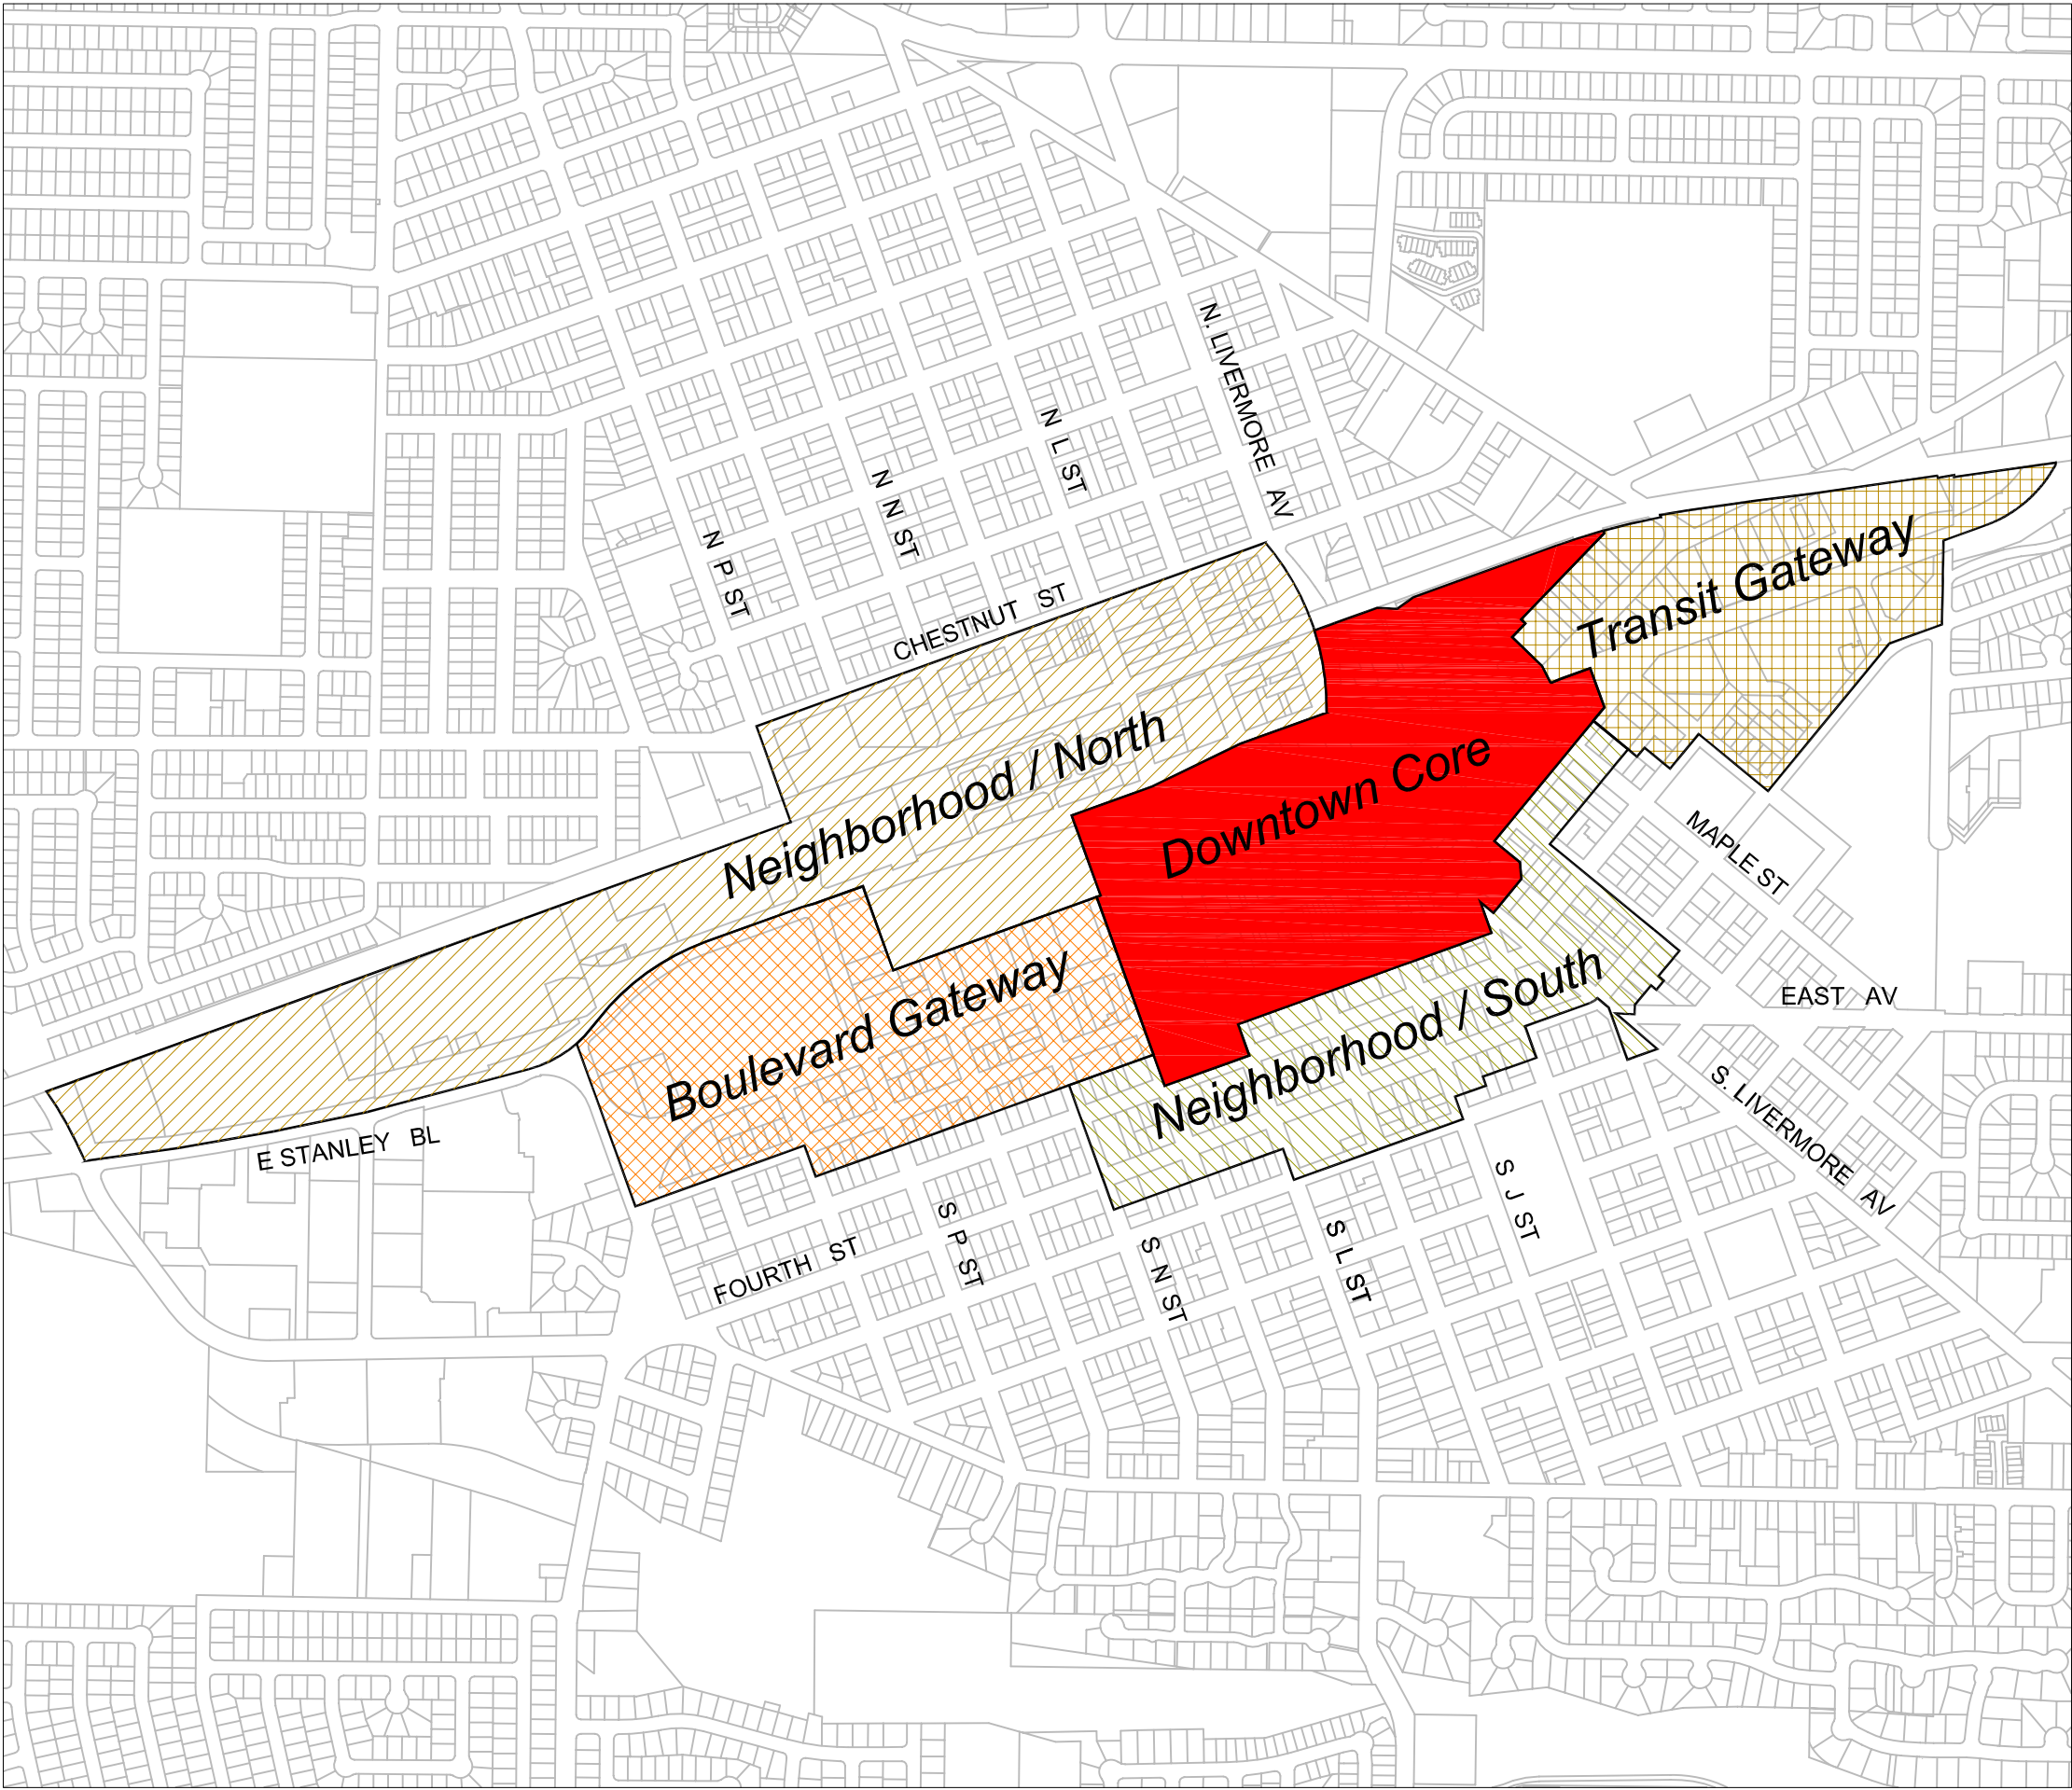 N. LIVERMORE AV
N L ST
N N ST
N P ST
CHESTNUT ST
Transit Gateway
Neighborhood / North
Downtown Core
MAPLE ST
Boulevard Gateway
Neighborhood / South
EAST AV
E STANLEY BL
S. LIVERMORE AV
S J ST
S P ST
S L ST
S N ST
FOURTH ST